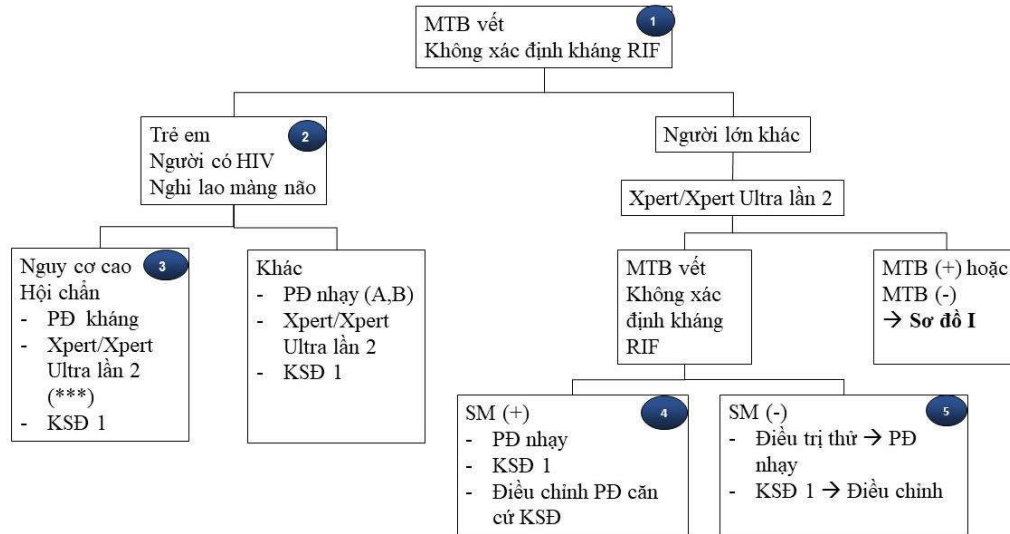 MTB vết
1
Không xác định kháng RIF
Trẻ em
2
Người có HIV
Nghi lao màng não
Người lớn khác
Xpert/Xpert Ultra lần 2
Nguy cơ cao
3
Hội chẩn
- PĐ kháng
- Xpert/Xpert
Ultra lần 2
(***)
- KSĐ 1
Khác
- PĐ nhạy (A,B)
- Xpert/Xpert
Ultra lần 2
- KSĐ 1
MTB vết
Không xác
định kháng
RIF
MTB (+) hoặc
MTB (-)
→ Sơ đồ I
SM (+)
4
- PĐ nhạy
- KSĐ 1
- Điều chỉnh PĐ căn
cứ KSĐ
SM (-)
5
- Điều trị thử → PĐ
nhạy
- KSĐ 1 → Điều chỉnh